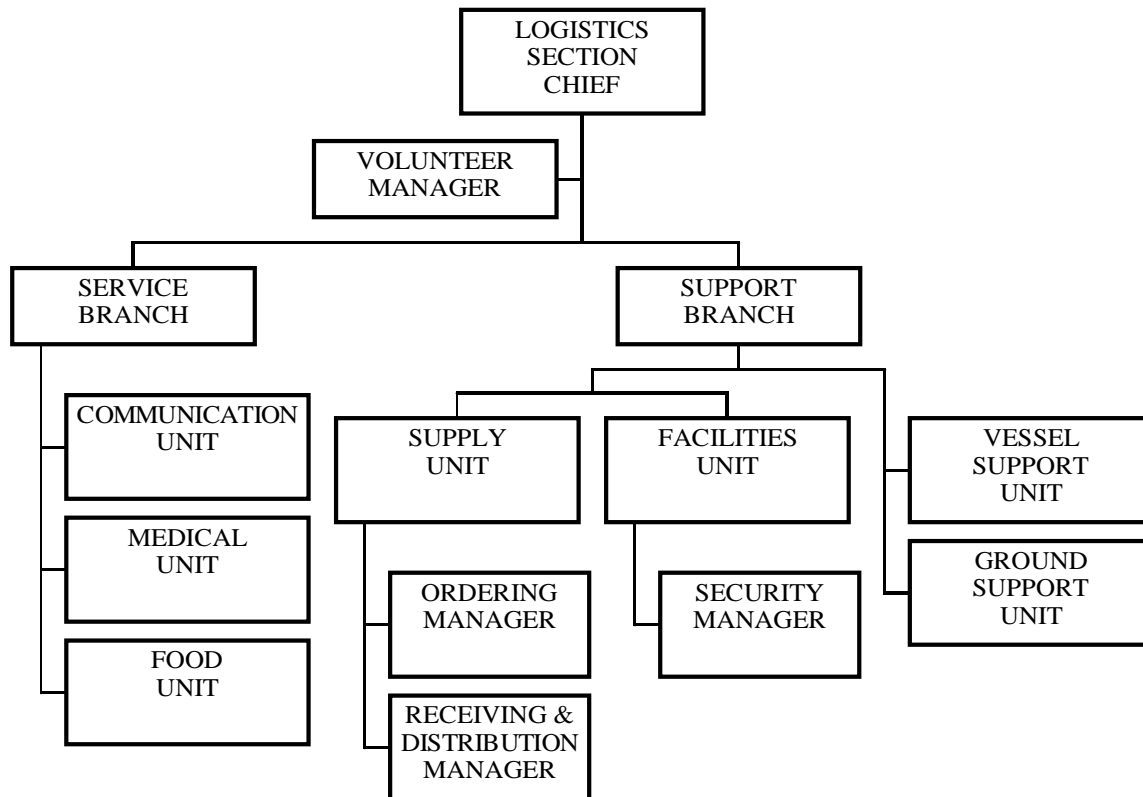 LOGISTICS
SECTION
CHIEF
VOLUNTEER
MANAGER
SERVICE
BRANCH
SUPPORT
BRANCH
COMMUNICATION
UNIT
MEDICAL
UNIT
FOOD
UNIT
SUPPLY
UNIT
ORDERING
MANAGER
RECEIVING &
DISTRIBUTION
MANAGER
FACILITIES
UNIT
SECURITY
MANAGER
VESSEL
SUPPORT
UNIT
GROUND
SUPPORT
UNIT